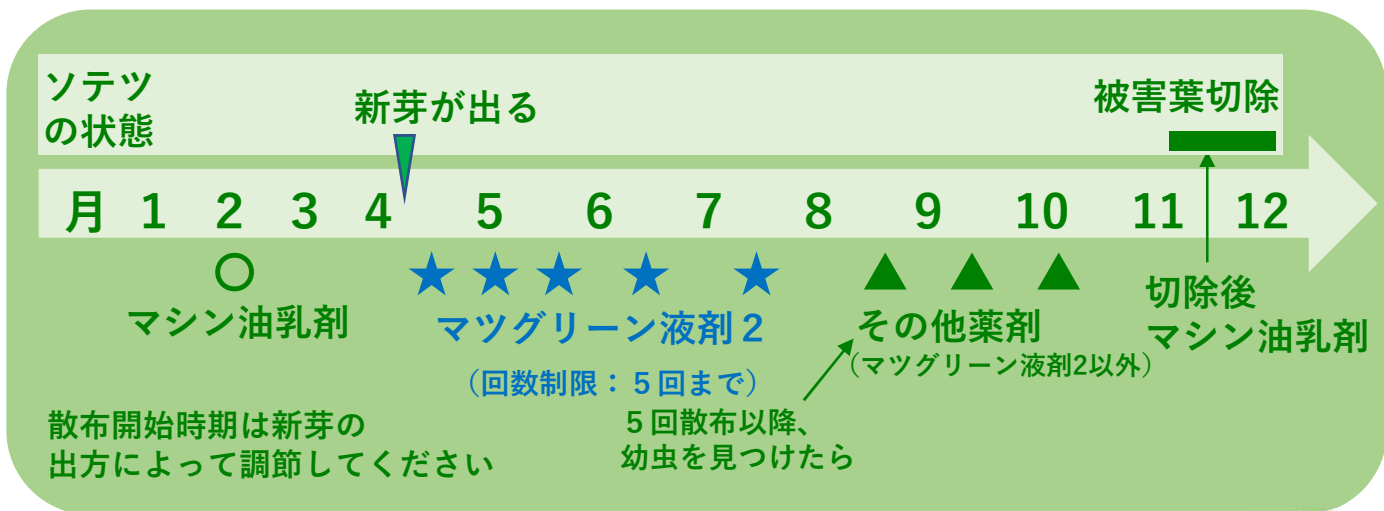 ソテツ
の状態
新芽が出る
被害葉切除
月 1 2 3 4 5 6 7 8 9 10 11 12
マシン油乳剤
マツグリーン液剤2
(回数制限：5回まで)
その他薬剤
(マツグリーン液剤2以外)
切除後
マシン油乳剤
5回散布以降、
幼虫を見つけたら
散布開始時期は新芽の
出方によって調節してください